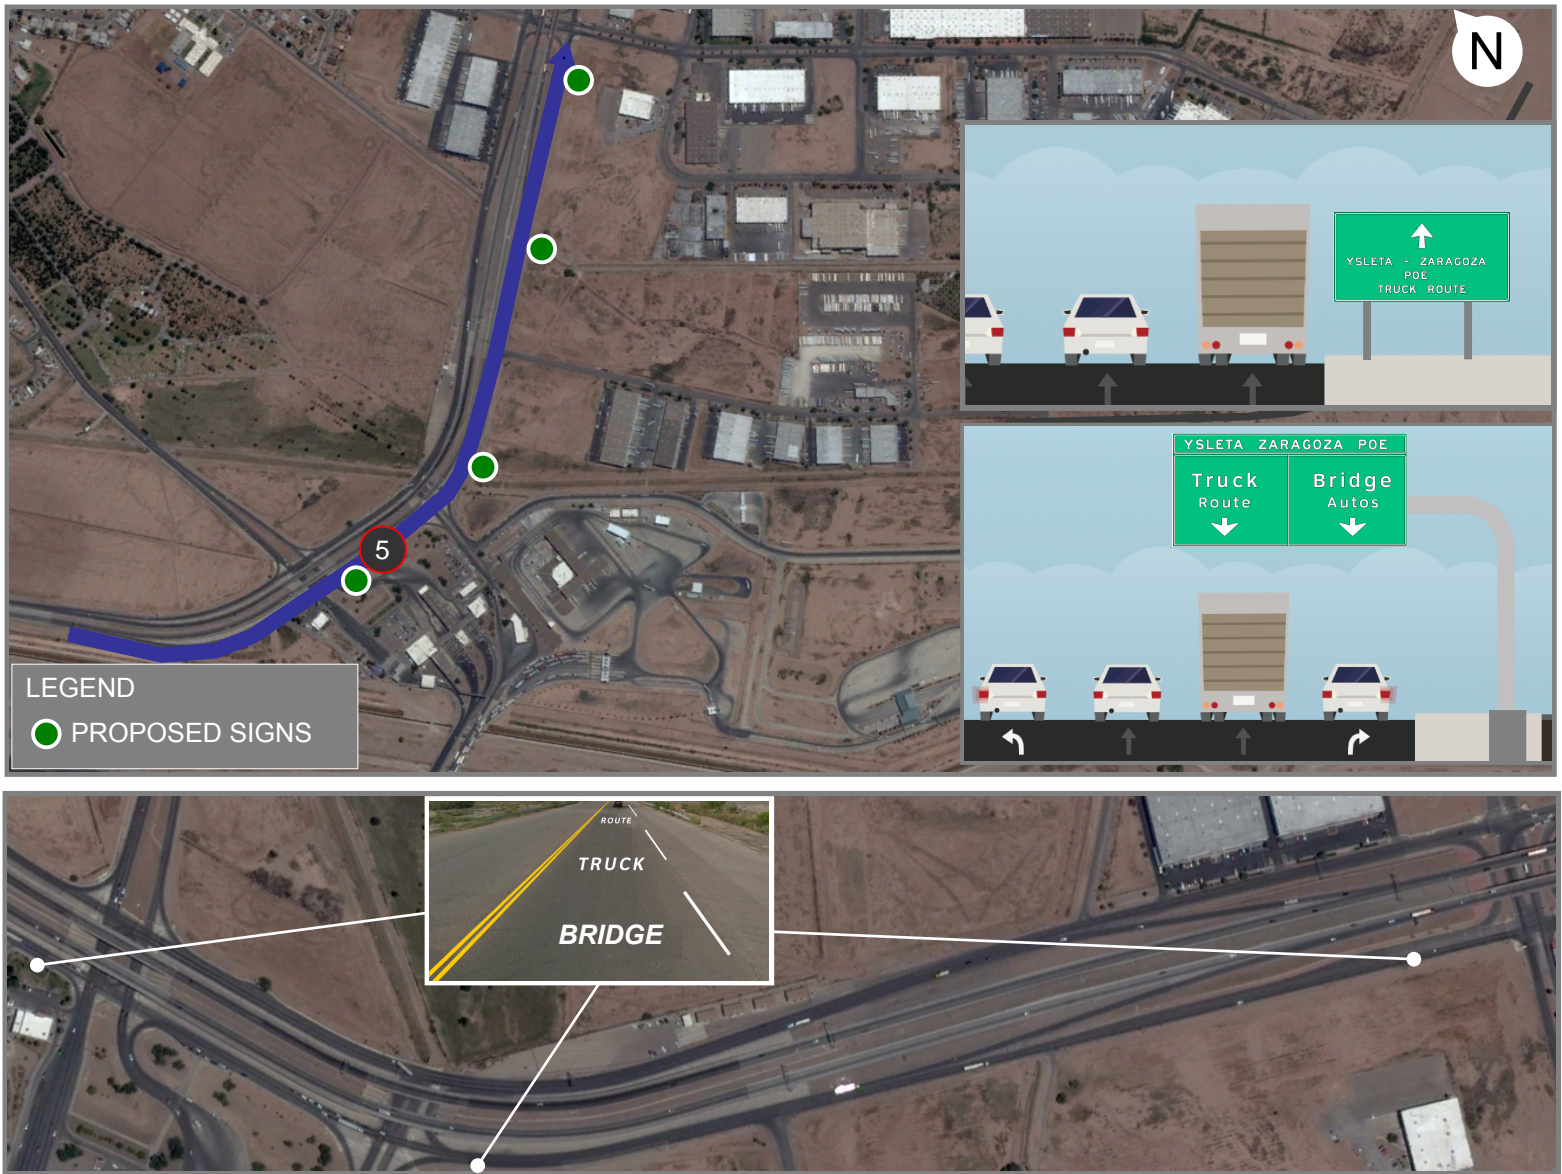 N
YSLETA - ZARAGOZA
POE
TRUCK ROUTE
YSLETA ZARAGOZA POE
Truck
Route
Bridge
Autos
5
LEGEND
PROPOSED SIGNS
ROUTE
TRUCK
BRIDGE